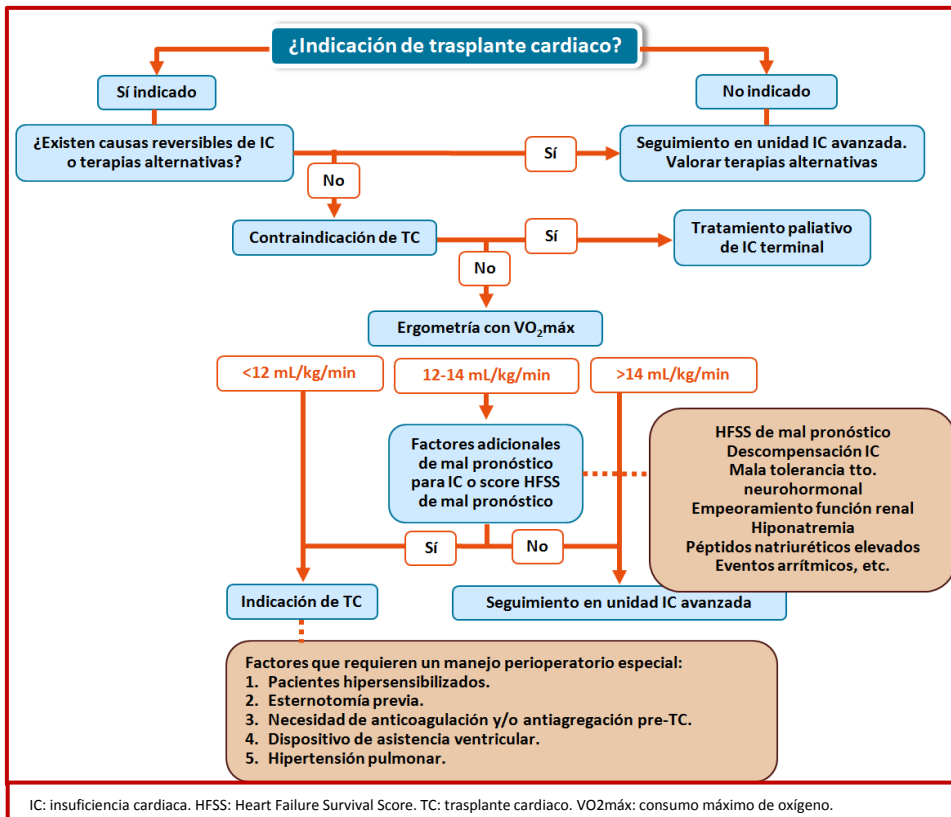 ¿Indicación de trasplante cardiaco?
Sí indicado
No indicado
¿Existen causas reversibles de IC
o terapias alternativas?
Sí
Seguimiento en unidad IC avanzada.
Valorar terapias alternativas
No
Contraindicación de TC
Sí
Tratamiento paliativo
de IC terminal
No
Ergometría con VO₂máx
<12 mL/kg/min
12-14 mL/kg/min
>14 mL/kg/min
Factores adicionales
de mal pronóstico
para IC o score HFSS
de mal pronóstico
HFSS de mal pronóstico
Descompensación IC
Mala tolerancia tto.
neurohormonal
Empeoramiento función renal
Hiponatremia
Péptidos natriuréticos elevados
Eventos arrítmicos, etc.
Sí
No
Indicación de TC
Seguimiento en unidad IC avanzada
Factores que requieren un manejo perioperatorio especial:
1. Pacientes hipersensibilizados.
2. Esternotomía previa.
3. Necesidad de anticoagulación y/o antiagregación pre-TC.
4. Dispositivo de asistencia ventricular.
5. Hipertensión pulmonar.
IC: insuficiencia cardiaca. HFSS: Heart Failure Survival Score. TC: trasplante cardiaco. VO2máx: consumo máximo de oxígeno.